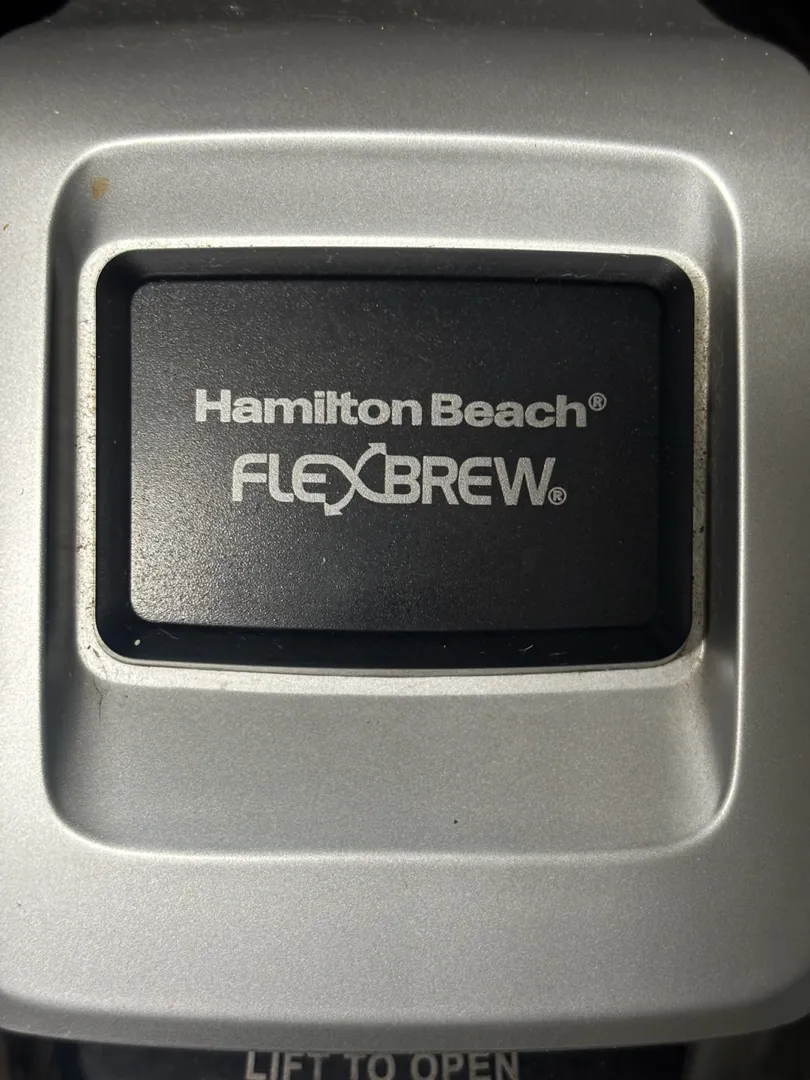 Hamilton Beach®
FLEXBREW®
LIFT TO OPEN